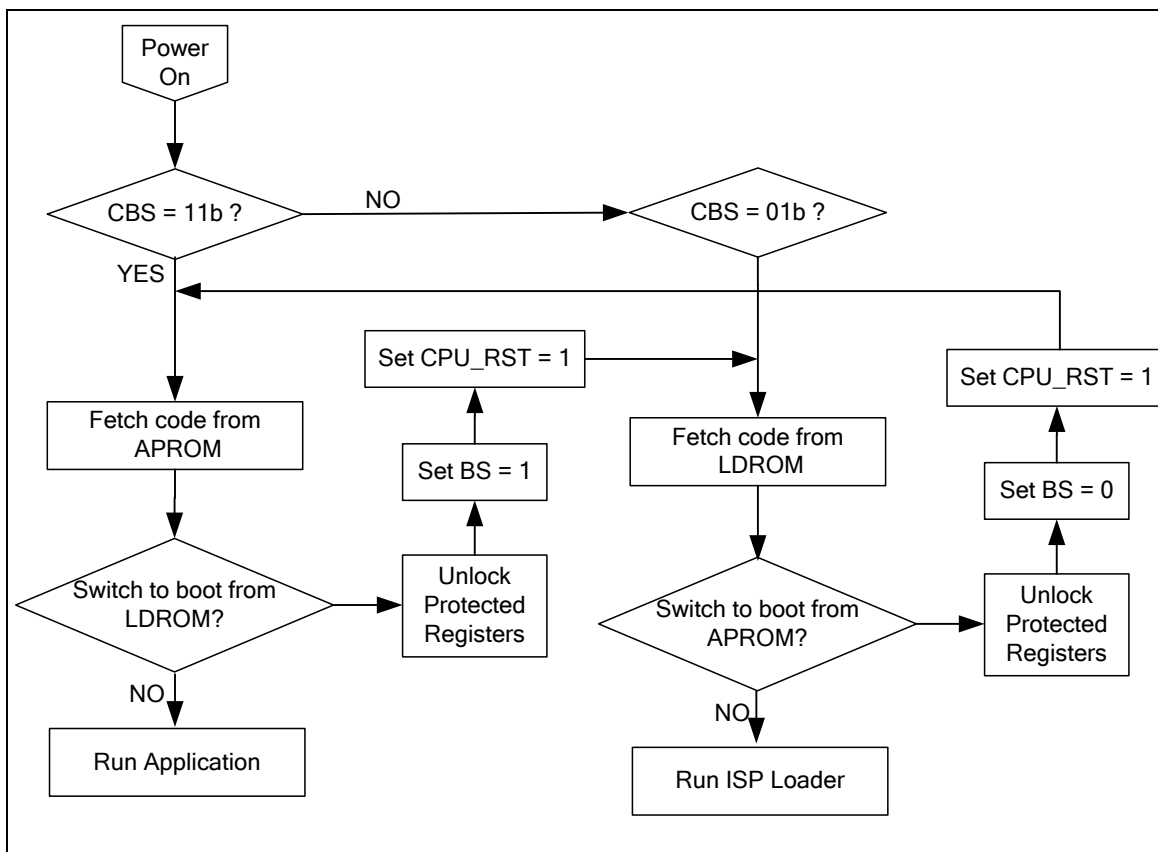 Power
On
CBS = 11b ?
NO
CBS = 01b ?
YES
Set CPU_RST = 1
Set CPU_RST = 1
Fetch code from
APROM
Fetch code from
LDROM
Set BS = 1
Set BS = 0
Switch to boot from
LDROM?
Unlock
Protected
Registers
Switch to boot from
APROM?
Unlock
Protected
Registers
NO
NO
Run Application
Run ISP Loader